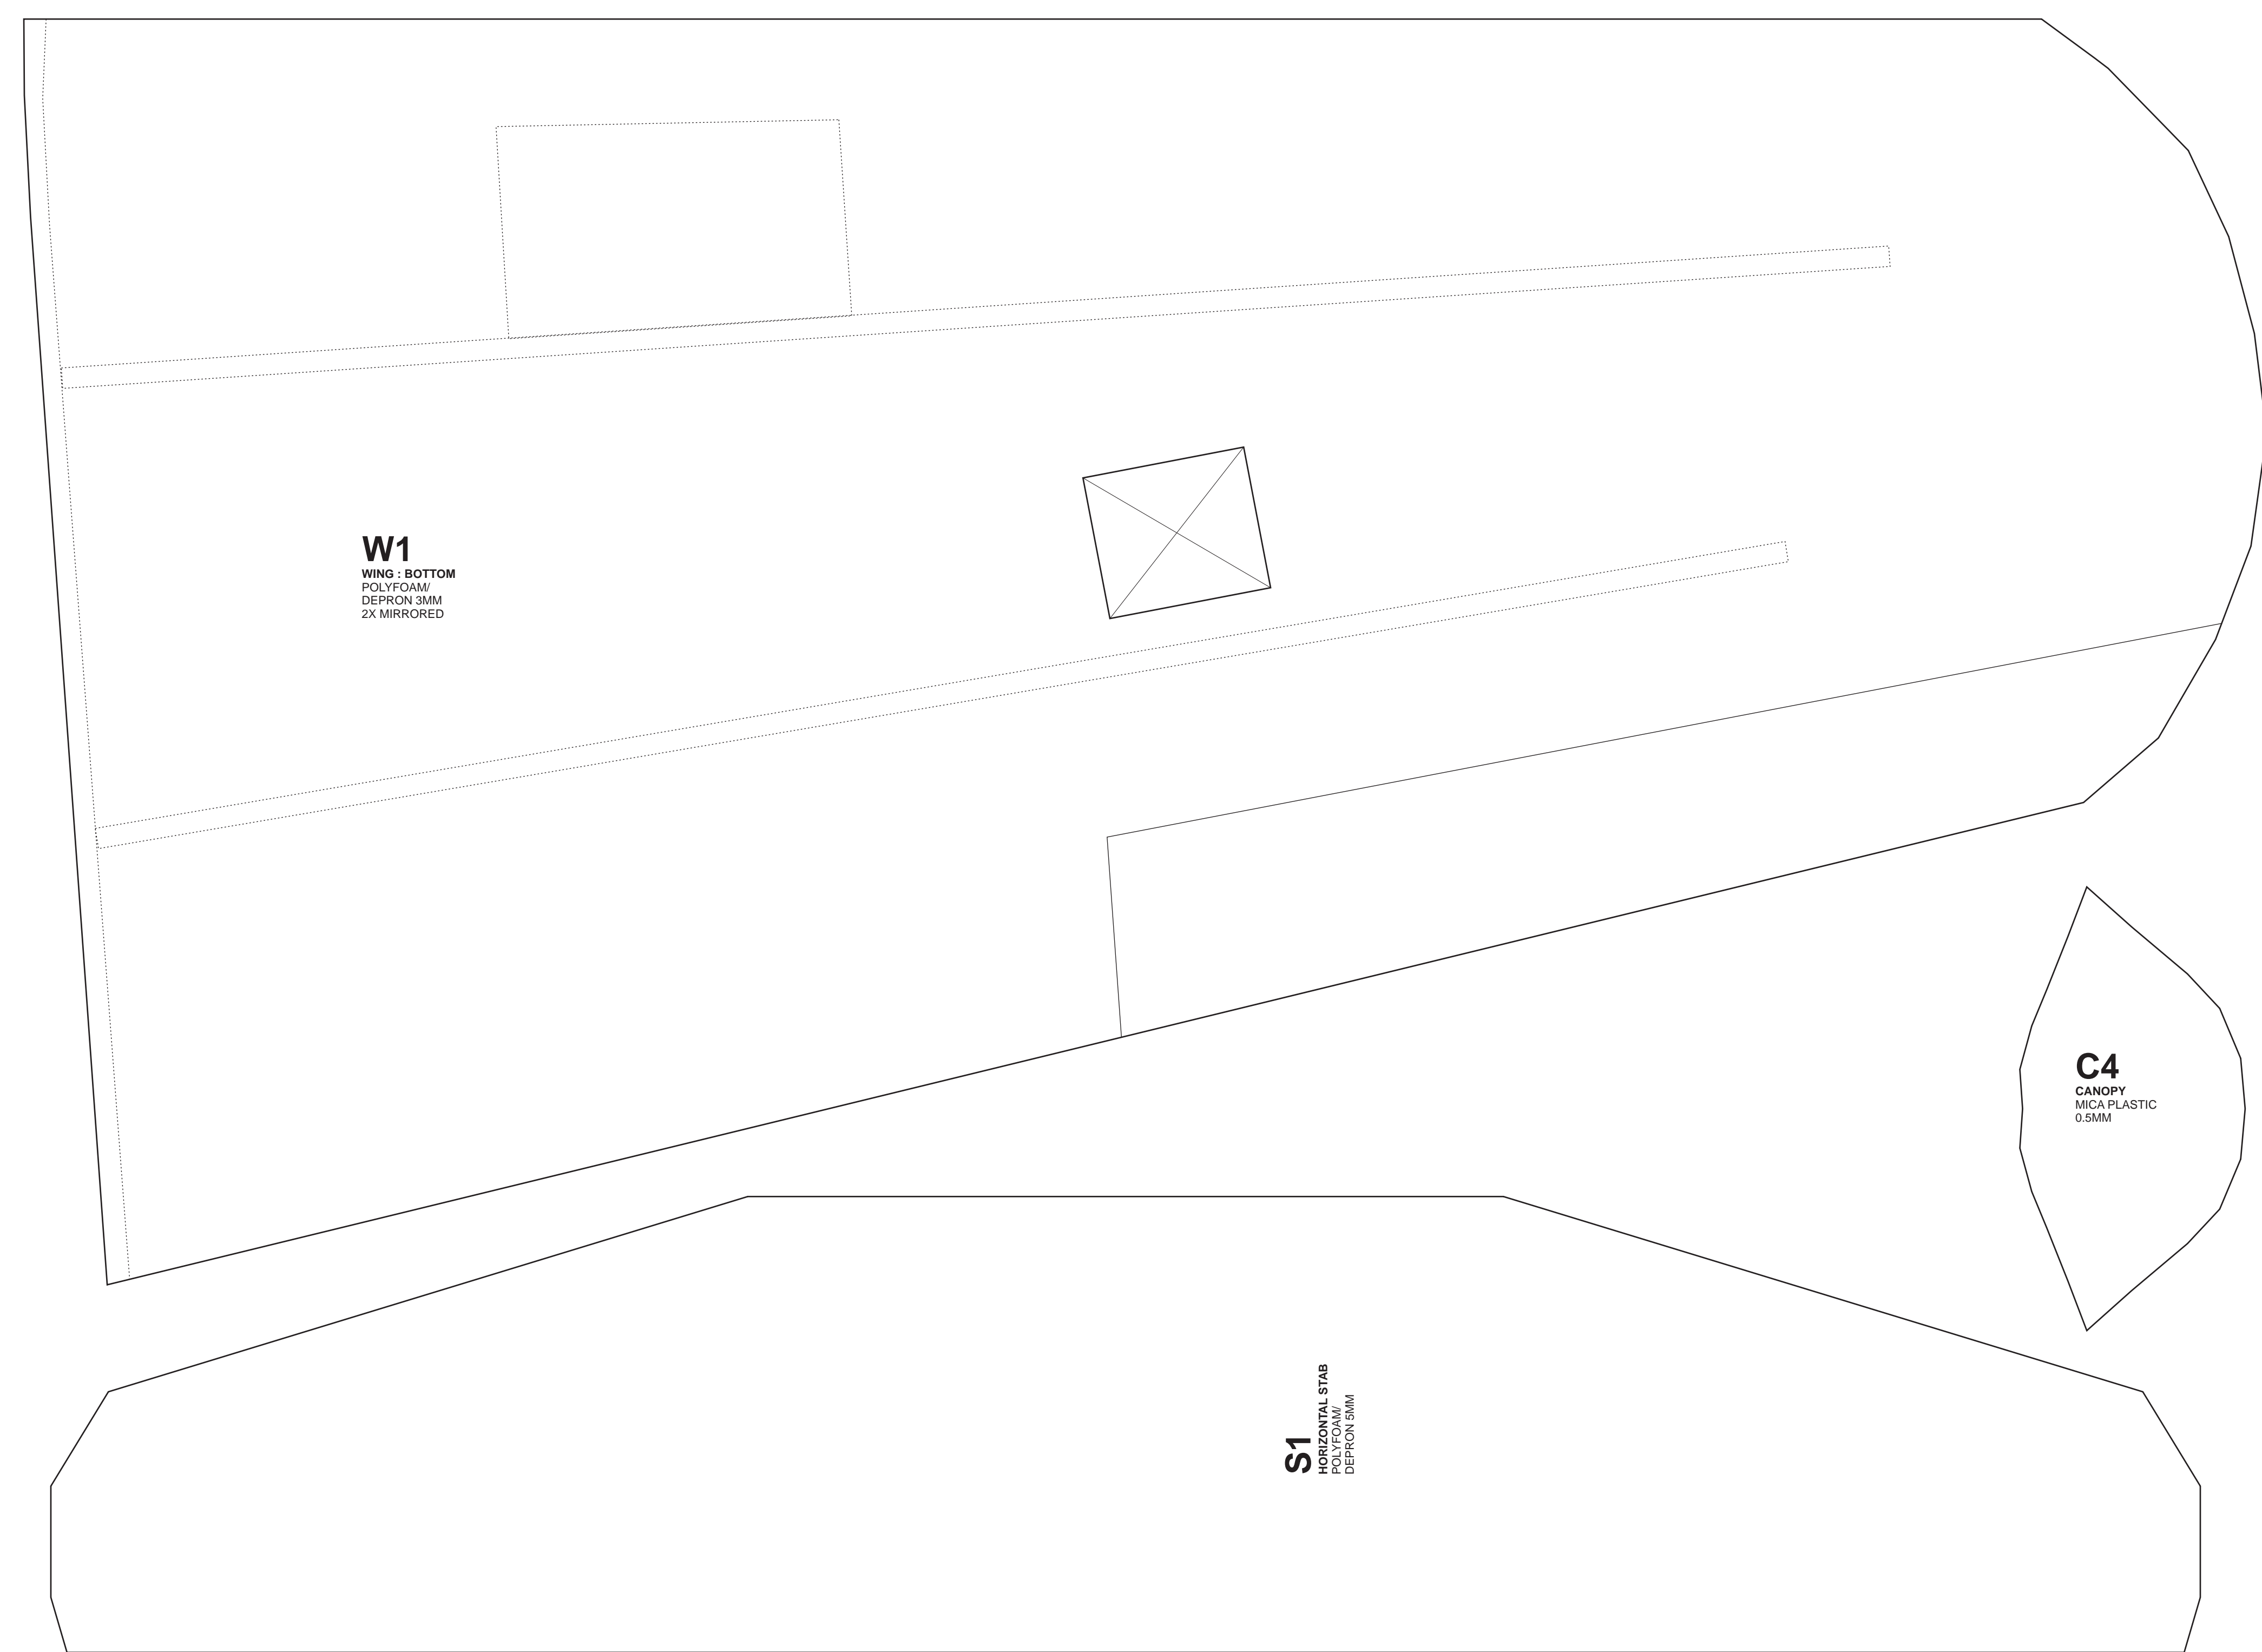 W1
WING : BOTTOM
POLYFOAM/
DEPRON 3MM
2X MIRRORED
C4
CANOPY
MICA PLASTIC
0.5MM
S1
HORIZONTAL STAB
POLYFOAM/
DEPRON 5MM